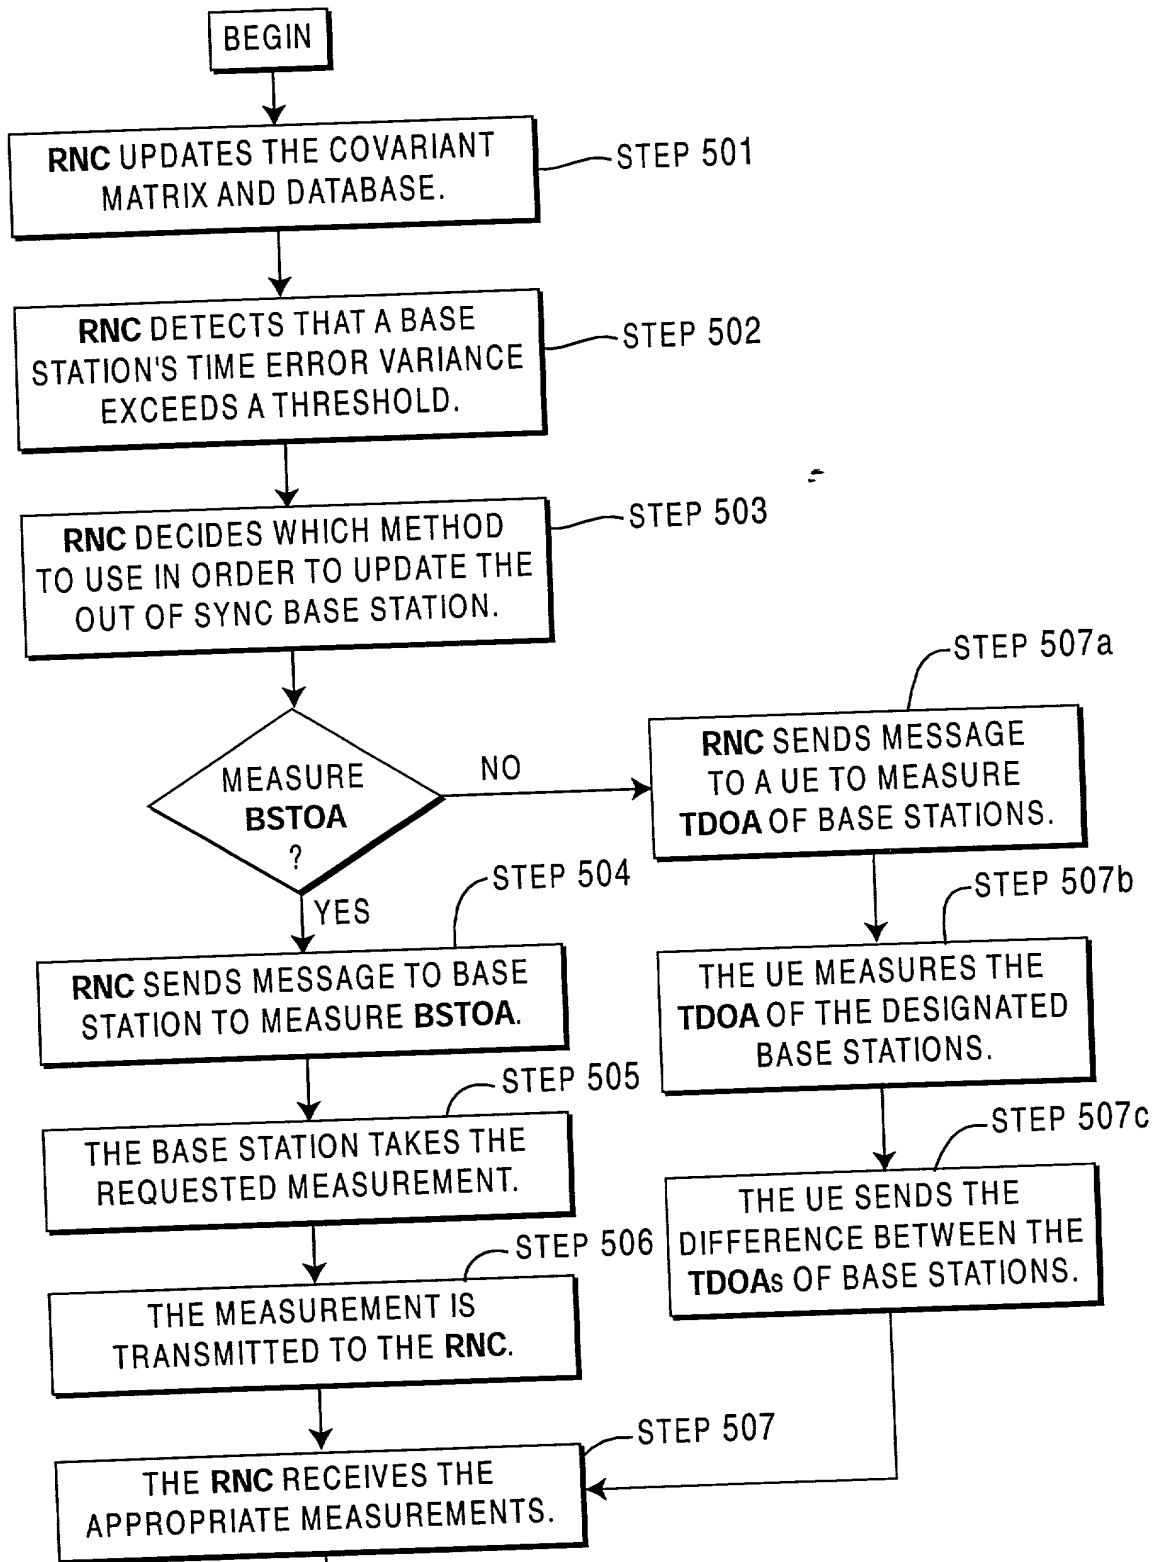 BEGIN
RNC UPDATES THE COVARIANT
MATRIX AND DATABASE.
STEP 501
RNC DETECTS THAT A BASE
STATION'S TIME ERROR VARIANCE
EXCEEDS A THRESHOLD.
STEP 502
RNC DECIDES WHICH METHOD
TO USE IN ORDER TO UPDATE THE
OUT OF SYNC BASE STATION.
STEP 503
MEASURE
BSTOA
?
NO
YES
STEP 507a
RNC SENDS MESSAGE
TO A UE TO MEASURE
TDOA OF BASE STATIONS.
STEP 504
RNC SENDS MESSAGE TO BASE
STATION TO MEASURE BSTOA.
STEP 507b
THE UE MEASURES THE
TDOA OF THE DESIGNATED
BASE STATIONS.
STEP 505
THE BASE STATION TAKES THE
REQUESTED MEASUREMENT.
STEP 507c
THE UE SENDS THE
DIFFERENCE BETWEEN THE
TDOAs OF BASE STATIONS.
STEP 506
THE MEASUREMENT IS
TRANSMITTED TO THE RNC.
STEP 507
THE RNC RECEIVES THE
APPROPRIATE MEASUREMENTS.